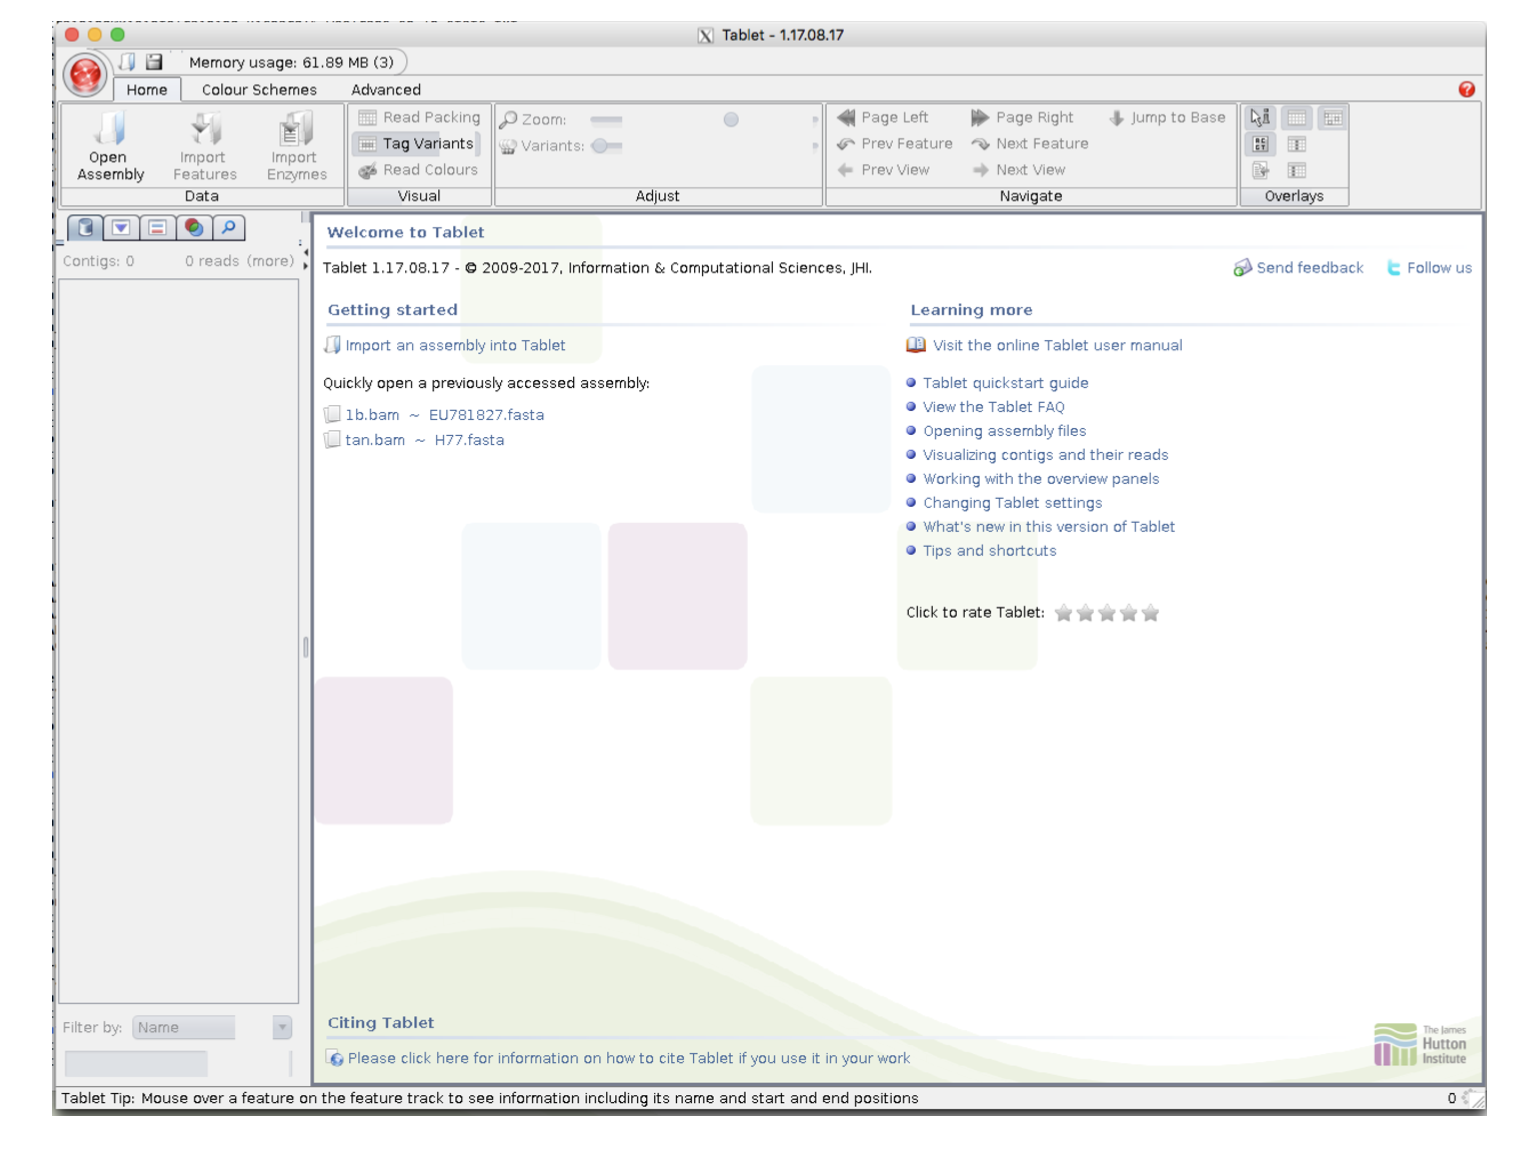 Tablet - 1.17.08.17
Memory usage: 61.89 MB (3)
Home Colour Schemes Advanced
Open Assembly
Import Features
Import Enzymes
Data
Read Packing
Tag Variants
Read Colours
Visual
Zoom:
Variants:
Adjust
Page Left Page Right Jump to Base
Prev Feature Next Feature
Prev View Next View
Navigate
Overlays
Contigs: 0 0 reads (more)
Filter by: Name
Welcome to Tablet
Tablet 1.17.08.17 - © 2009-2017, Information & Computational Sciences, JHI.
Send feedback Follow us
Getting started
Import an assembly into Tablet
Quickly open a previously accessed assembly:
1b.bam ~ EU781827.fasta
tan.bam ~ H77.fasta
Learning more
Visit the online Tablet user manual
Tablet quickstart guide
View the Tablet FAQ
Opening assembly files
Visualizing contigs and their reads
Working with the overview panels
Changing Tablet settings
What's new in this version of Tablet
Tips and shortcuts
Click to rate Tablet:
Citing Tablet
Please click here for information on how to cite Tablet if you use it in your work
The James
Hutton
Institute
Tablet Tip: Mouse over a feature on the feature track to see information including its name and start and end positions
0